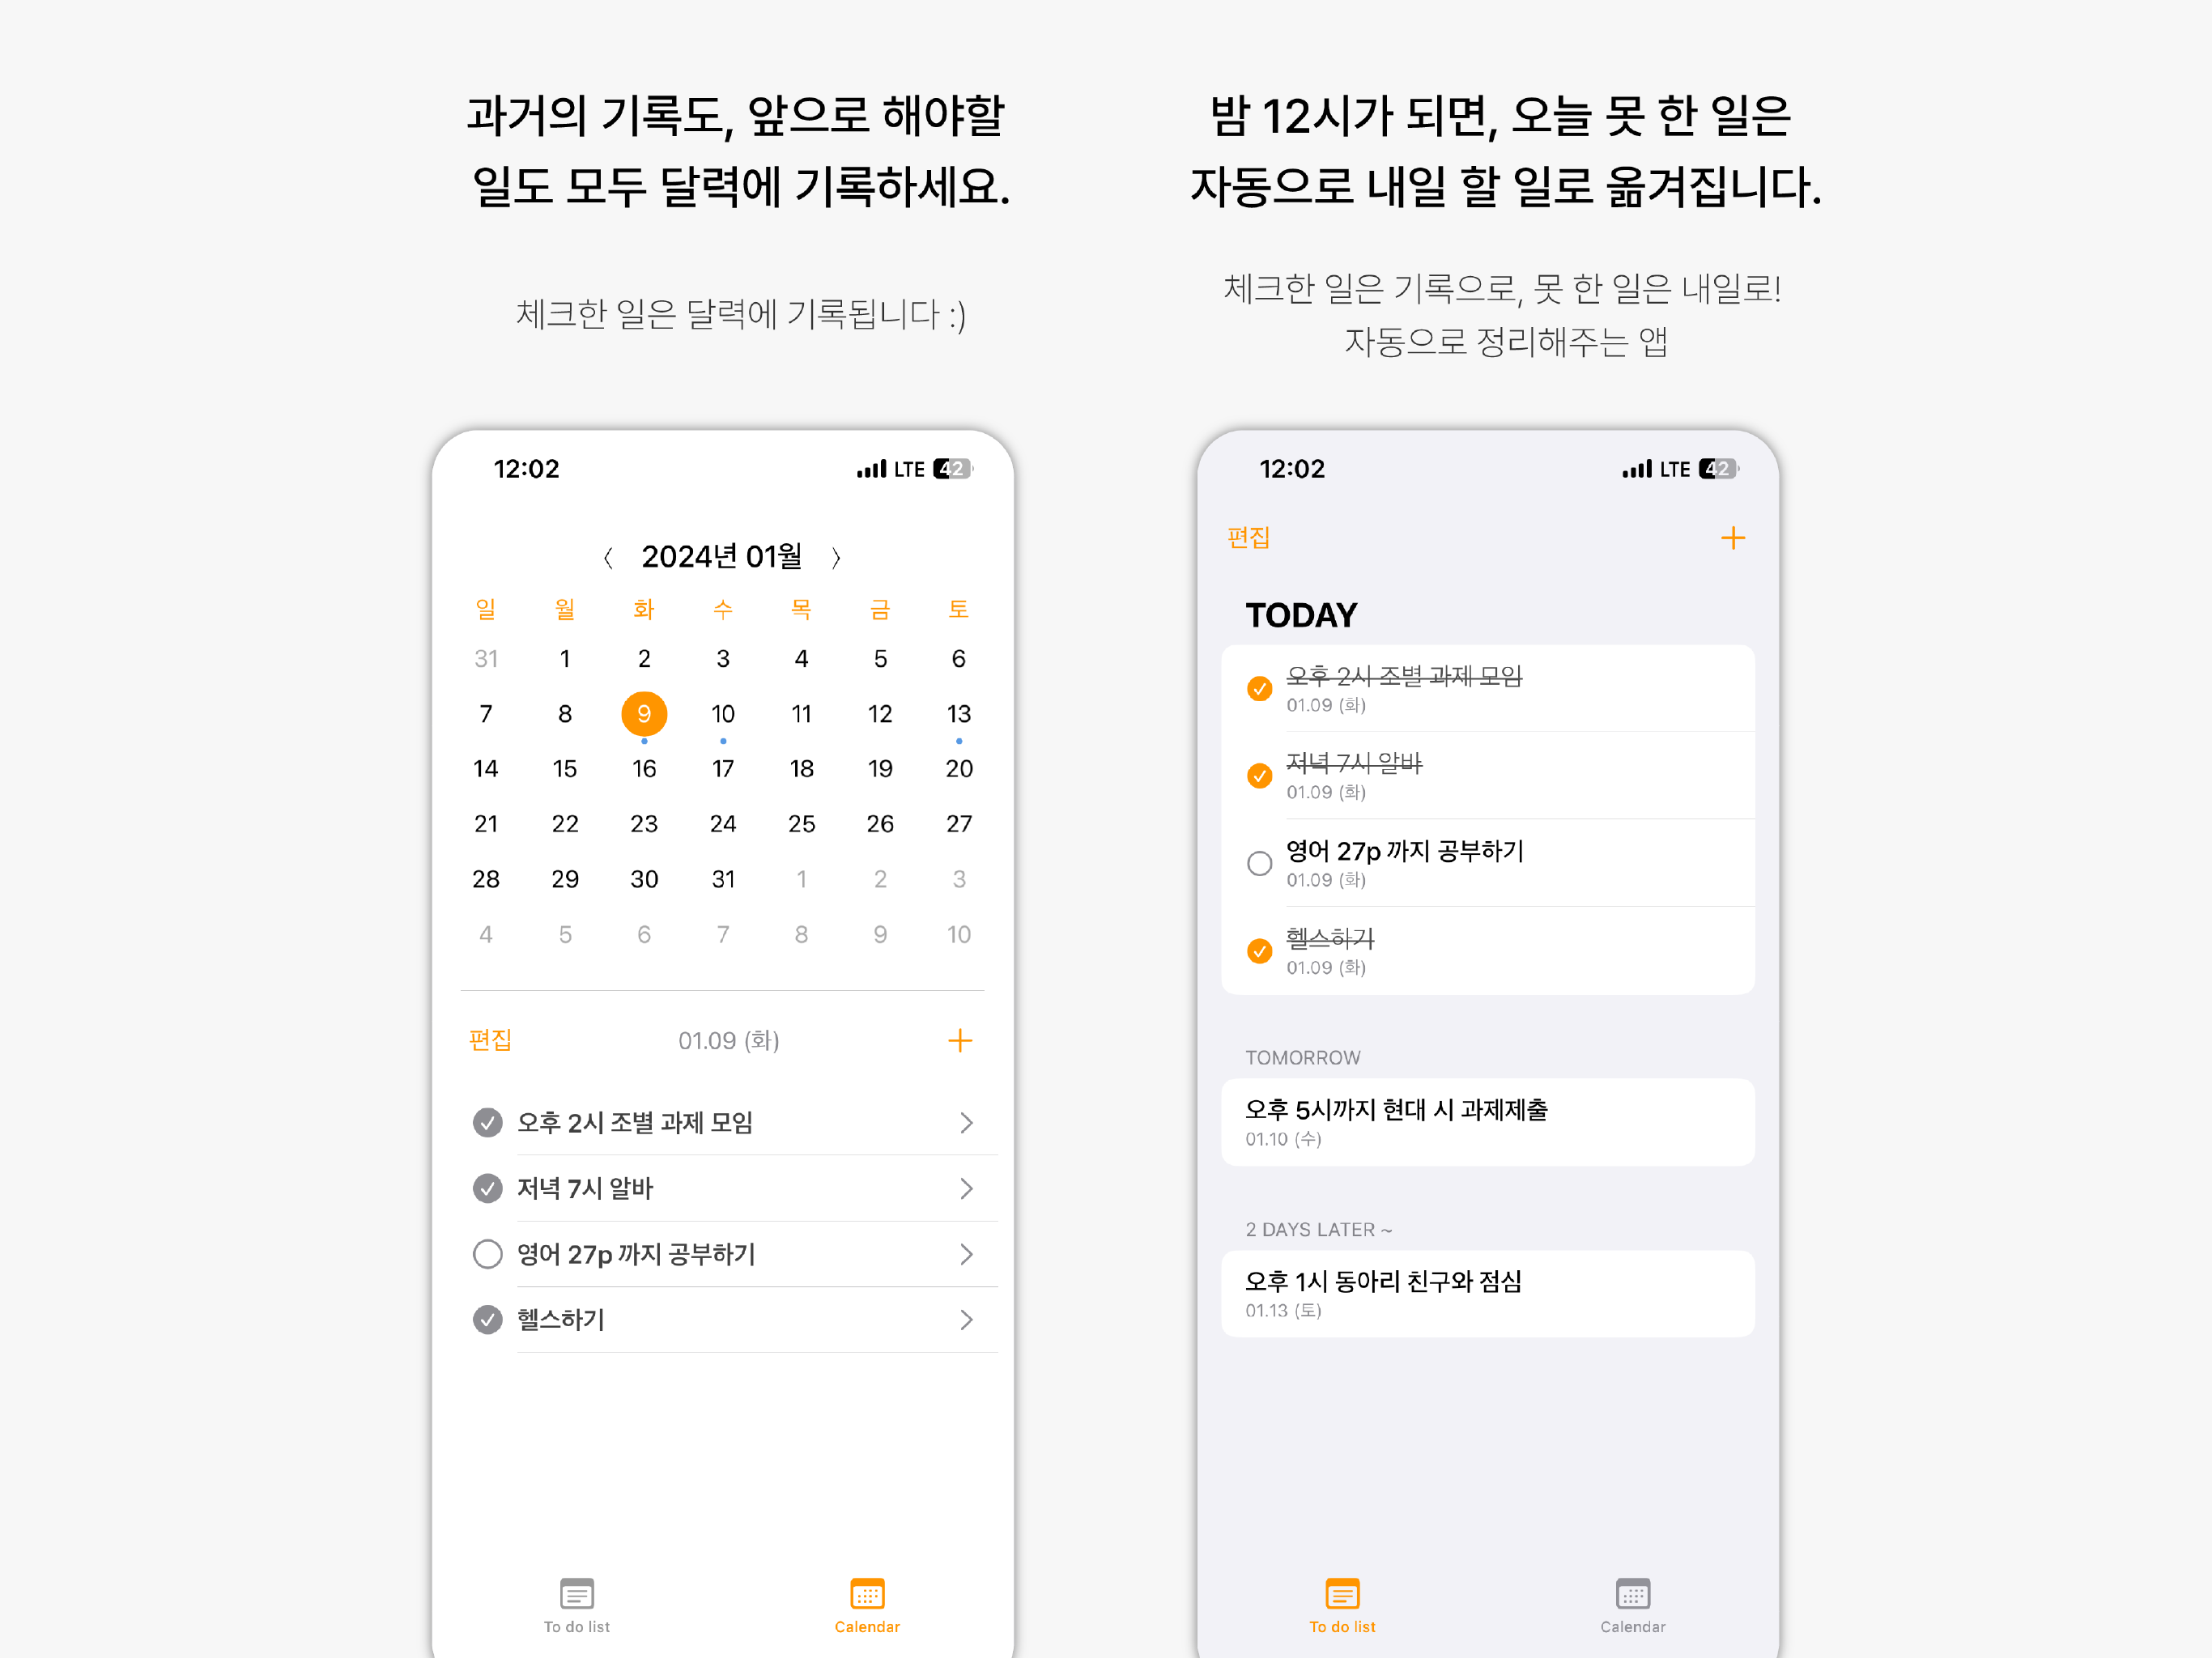 과거의 기록도, 앞으로 해야할
일도 모두 달력에 기록하세요.
체크한 일은 달력에 기록됩니다 :)
12:02 LTE 42
2024년 01월
일 월 화 수 목 금 토
31 1 2 3 4 5 6
7 8 9 10 11 12 13
14 15 16 17 18 19 20
21 22 23 24 25 26 27
28 29 30 31 1 2 3
4 5 6 7 8 9 10
편집 01.09 (화) +
오후 2시 조별 과제 모임
저녁 7시 알바
영어 27p 까지 공부하기
헬스하기
To do list Calendar
밤 12시가 되면, 오늘 못 한 일은
자동으로 내일 할 일로 옮겨집니다.
체크한 일은 기록으로, 못 한 일은 내일로!
자동으로 정리해주는 앱
12:02 LTE 42
편집 +
TODAY
오후 2시 조별 과제 모임
01.09 (화)
저녁 7시 알바
01.09 (화)
영어 27p 까지 공부하기
01.09 (화)
헬스하기
01.09 (화)
TOMORROW
오후 5시까지 현대 시 과제제출
01.10 (수)
2 DAYS LATER ~
오후 1시 동아리 친구와 점심
01.13 (토)
To do list Calendar